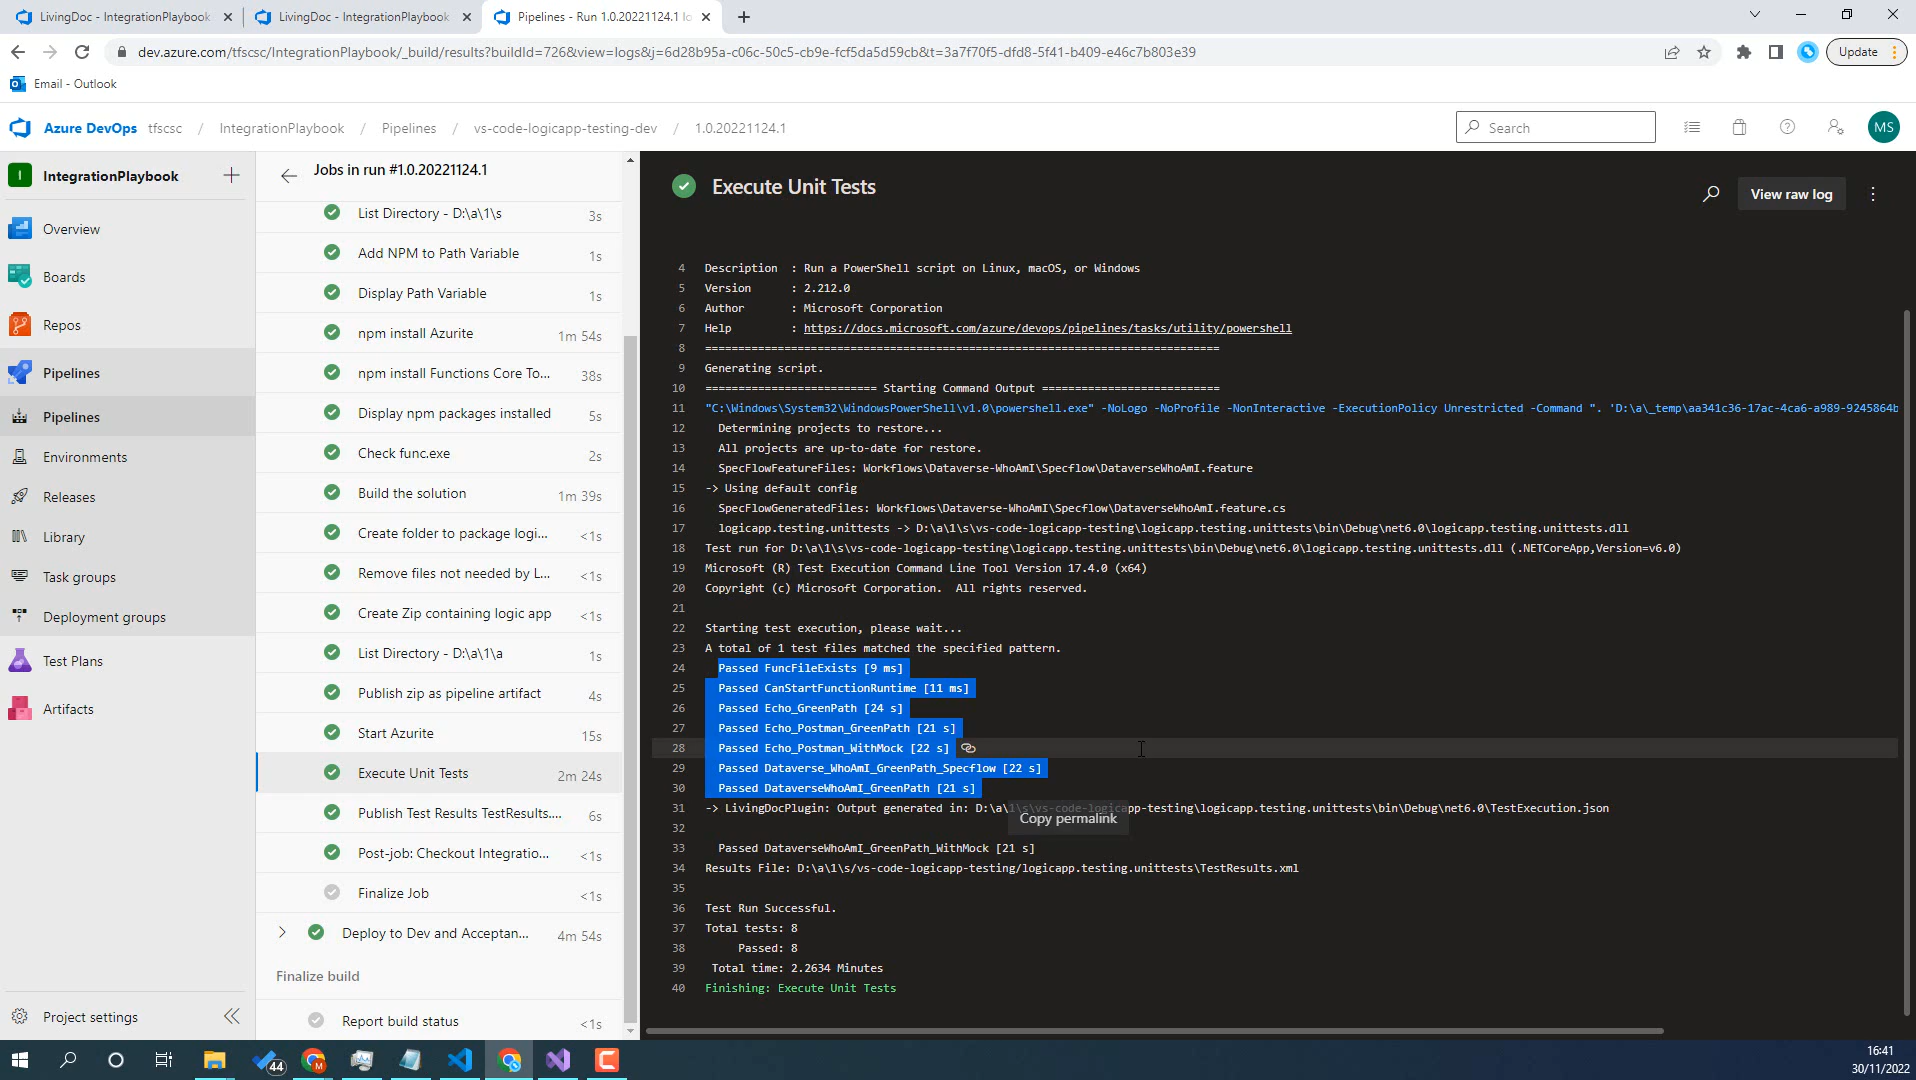 LivingDoc - IntegrationPlaybook
LivingDoc - IntegrationPlaybook
Pipelines - Run 1.0.20221124.1 lo
dev.azure.com/tfscsc/IntegrationPlaybook/_build/results?buildId=726&view=logs&j=6d28b95a-c06c-50c5-cb9e-fcf5da5d59cb&t=3a7f70f5-dfd8-5f41-b409-e46c7b803e39
Update
Email - Outlook
Azure DevOps tfscsc / IntegrationPlaybook / Pipelines / vs-code-logicapp-testing-dev / 1.0.20221124.1
Search
MS
I IntegrationPlaybook
Overview
Boards
Repos
Pipelines
Pipelines
Environments
Releases
Library
Task groups
Deployment groups
Test Plans
Artifacts
Project settings
Jobs in run #1.0.20221124.1
List Directory - D:\a\1\s 3s
Add NPM to Path Variable 1s
Display Path Variable 1s
npm install Azurite 1m 54s
npm install Functions Core To... 38s
Display npm packages installed 5s
Check func.exe 2s
Build the solution 1m 39s
Create folder to package logi... <1s
Remove files not needed by L... <1s
Create Zip containing logic app <1s
List Directory - D:\a\1\a 1s
Publish zip as pipeline artifact 4s
Start Azurite 15s
Execute Unit Tests 2m 24s
Publish Test Results TestResults.... 6s
Post-job: Checkout Integratio... <1s
Finalize Job <1s
Deploy to Dev and Acceptan... 4m 54s
Finalize build
Report build status <1s
Execute Unit Tests
View raw log
4 Description : Run a PowerShell script on Linux, macOS, or Windows
5 Version : 2.212.0
6 Author : Microsoft Corporation
7 Help : https://docs.microsoft.com/azure/devops/pipelines/tasks/utility/powershell
8 ==============================================================================
9 Generating script.
10 ========================== Starting Command Output ===========================
11 "C:\Windows\System32\WindowsPowerShell\v1.0\powershell.exe" -NoLogo -NoProfile -NonInteractive -ExecutionPolicy Unrestricted -Command ". 'D:\a\_temp\aa341c36-17ac-4ca6-a989-9245864b
12 Determining projects to restore...
13 All projects are up-to-date for restore.
14 SpecFlowFeatureFiles: Workflows\Dataverse-WhoAmI\Specflow\DataverseWhoAmI.feature
15 -> Using default config
16 SpecFlowGeneratedFiles: Workflows\Dataverse-WhoAmI\Specflow\DataverseWhoAmI.feature.cs
17 logicapp.testing.unittests -> D:\a\1\s\vs-code-logicapp-testing\logicapp.testing.unittests\bin\Debug\net6.0\logicapp.testing.unittests.dll
18 Test run for D:\a\1\s\vs-code-logicapp-testing\logicapp.testing.unittests\bin\Debug\net6.0\logicapp.testing.unittests.dll (.NETCoreApp,Version=v6.0)
19 Microsoft (R) Test Execution Command Line Tool Version 17.4.0 (x64)
20 Copyright (c) Microsoft Corporation. All rights reserved.
21
22 Starting test execution, please wait...
23 A total of 1 test files matched the specified pattern.
24 Passed FuncFileExists [9 ms]
25 Passed CanStartFunctionRuntime [11 ms]
26 Passed Echo_GreenPath [24 s]
27 Passed Echo_Postman_GreenPath [21 s]
28 Passed Echo_Postman_WithMock [22 s]
29 Passed Dataverse_WhoAmI_GreenPath_Specflow [22 s]
30 Passed DataverseWhoAmI_GreenPath [21 s]
31 -> LivingDocPlugin: Output generated in: D:\a\1\s\vs-code-logicapp-testing\logicapp.testing.unittests\bin\Debug\net6.0\TestExecution.json
Copy permalink
32
33 Passed DataverseWhoAmI_GreenPath_WithMock [21 s]
34 Results File: D:\a\1\s/vs-code-logicapp-testing/logicapp.testing.unittests\TestResults.xml
35
36 Test Run Successful.
37 Total tests: 8
38 Passed: 8
39 Total time: 2.2634 Minutes
40 Finishing: Execute Unit Tests
44
M
16:41
30/11/2022